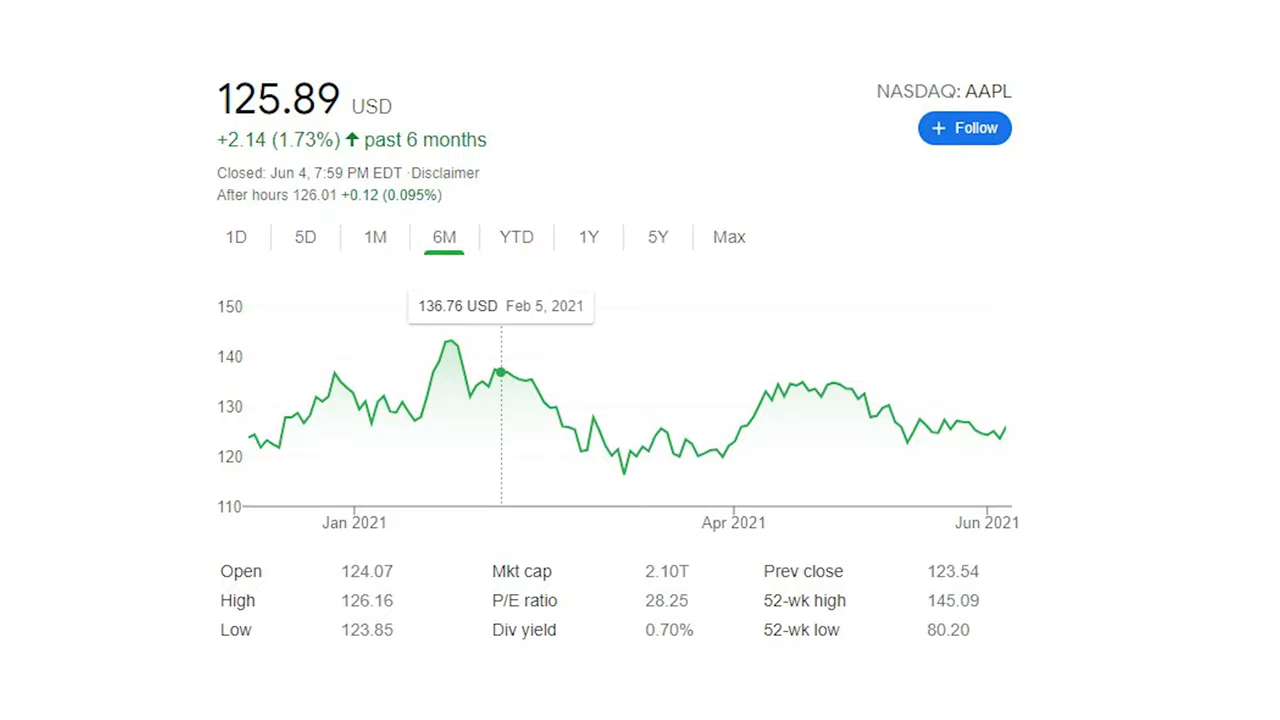 125.89 USD
NASDAQ: AAPL
+ Follow
+2.14 (1.73%) ↑ past 6 months
Closed: Jun 4, 7:59 PM EDT ·Disclaimer
After hours 126.01 +0.12 (0.095%)
1D 5D 1M 6M YTD 1Y 5Y Max
136.76 USD Feb 5, 2021
150
140
130
120
110
Jan 2021 Apr 2021 Jun 2021
Open 124.07 Mkt cap 2.10T Prev close 123.54
High 126.16 P/E ratio 28.25 52-wk high 145.09
Low 123.85 Div yield 0.70% 52-wk low 80.20